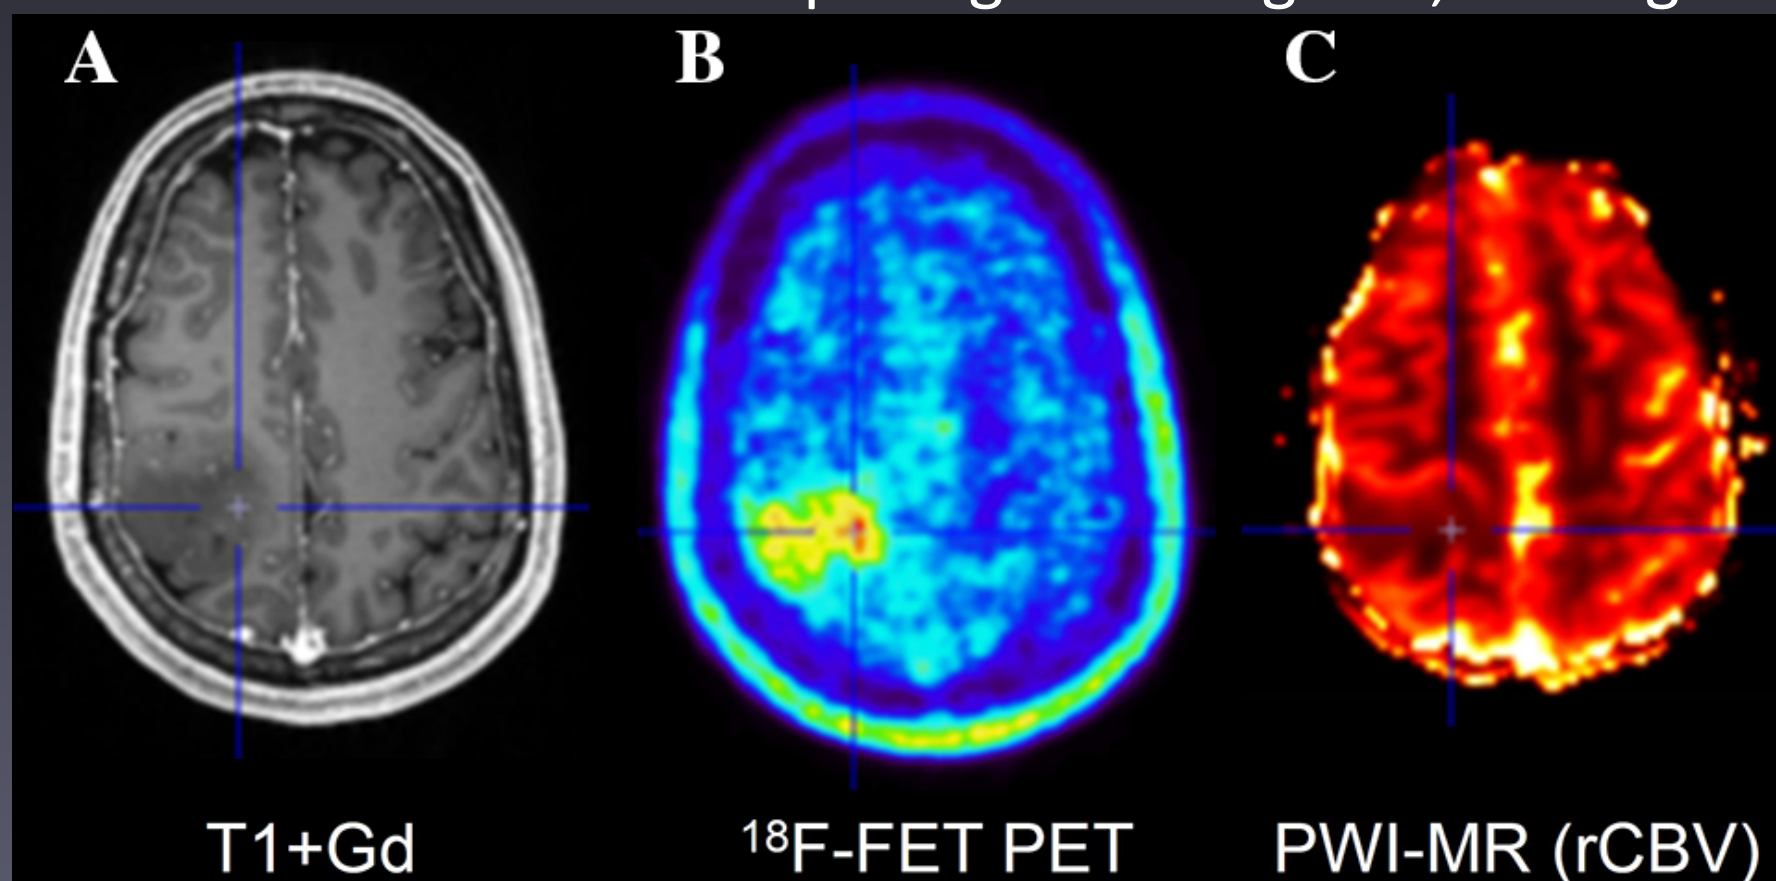 A
B
C
T1+Gd
¹⁸F-FET PET
PWI-MR (rCBV)